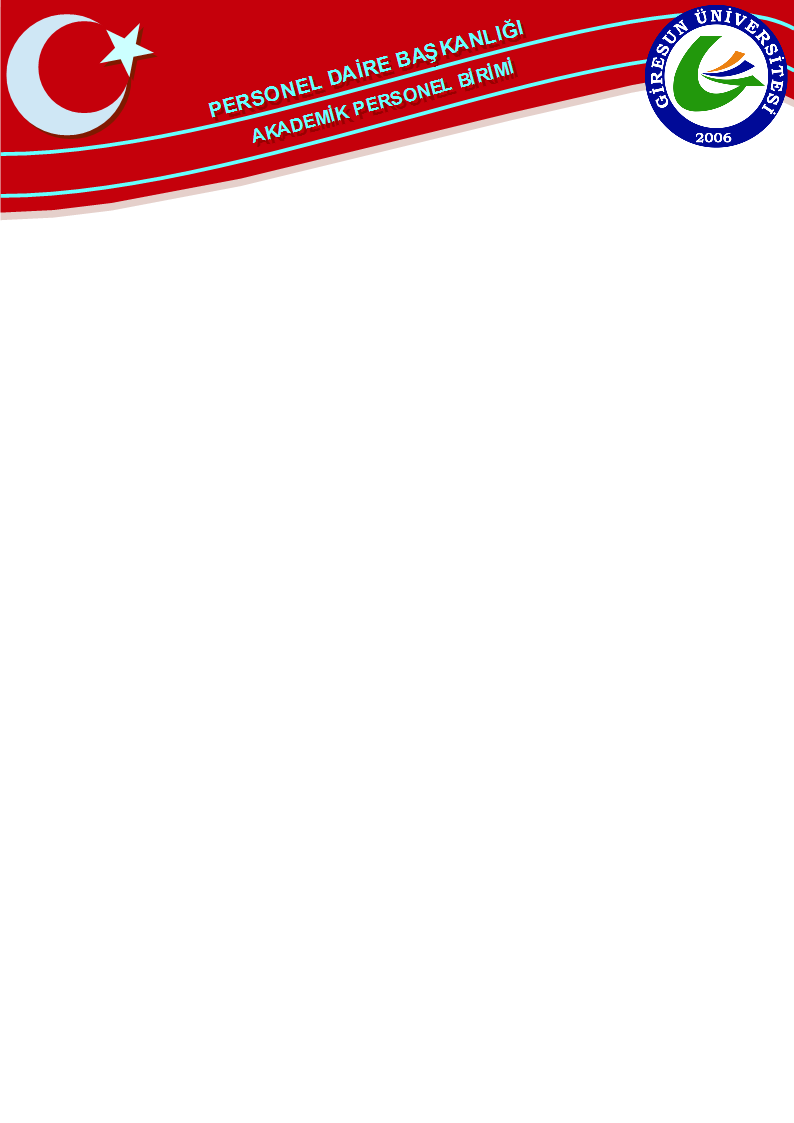 PERSONEL DAİRE BAŞKANLIĞI
AKADEMİK PERSONEL BİRİMİ
GİRESUN ÜNİVERSİTESİ
2006